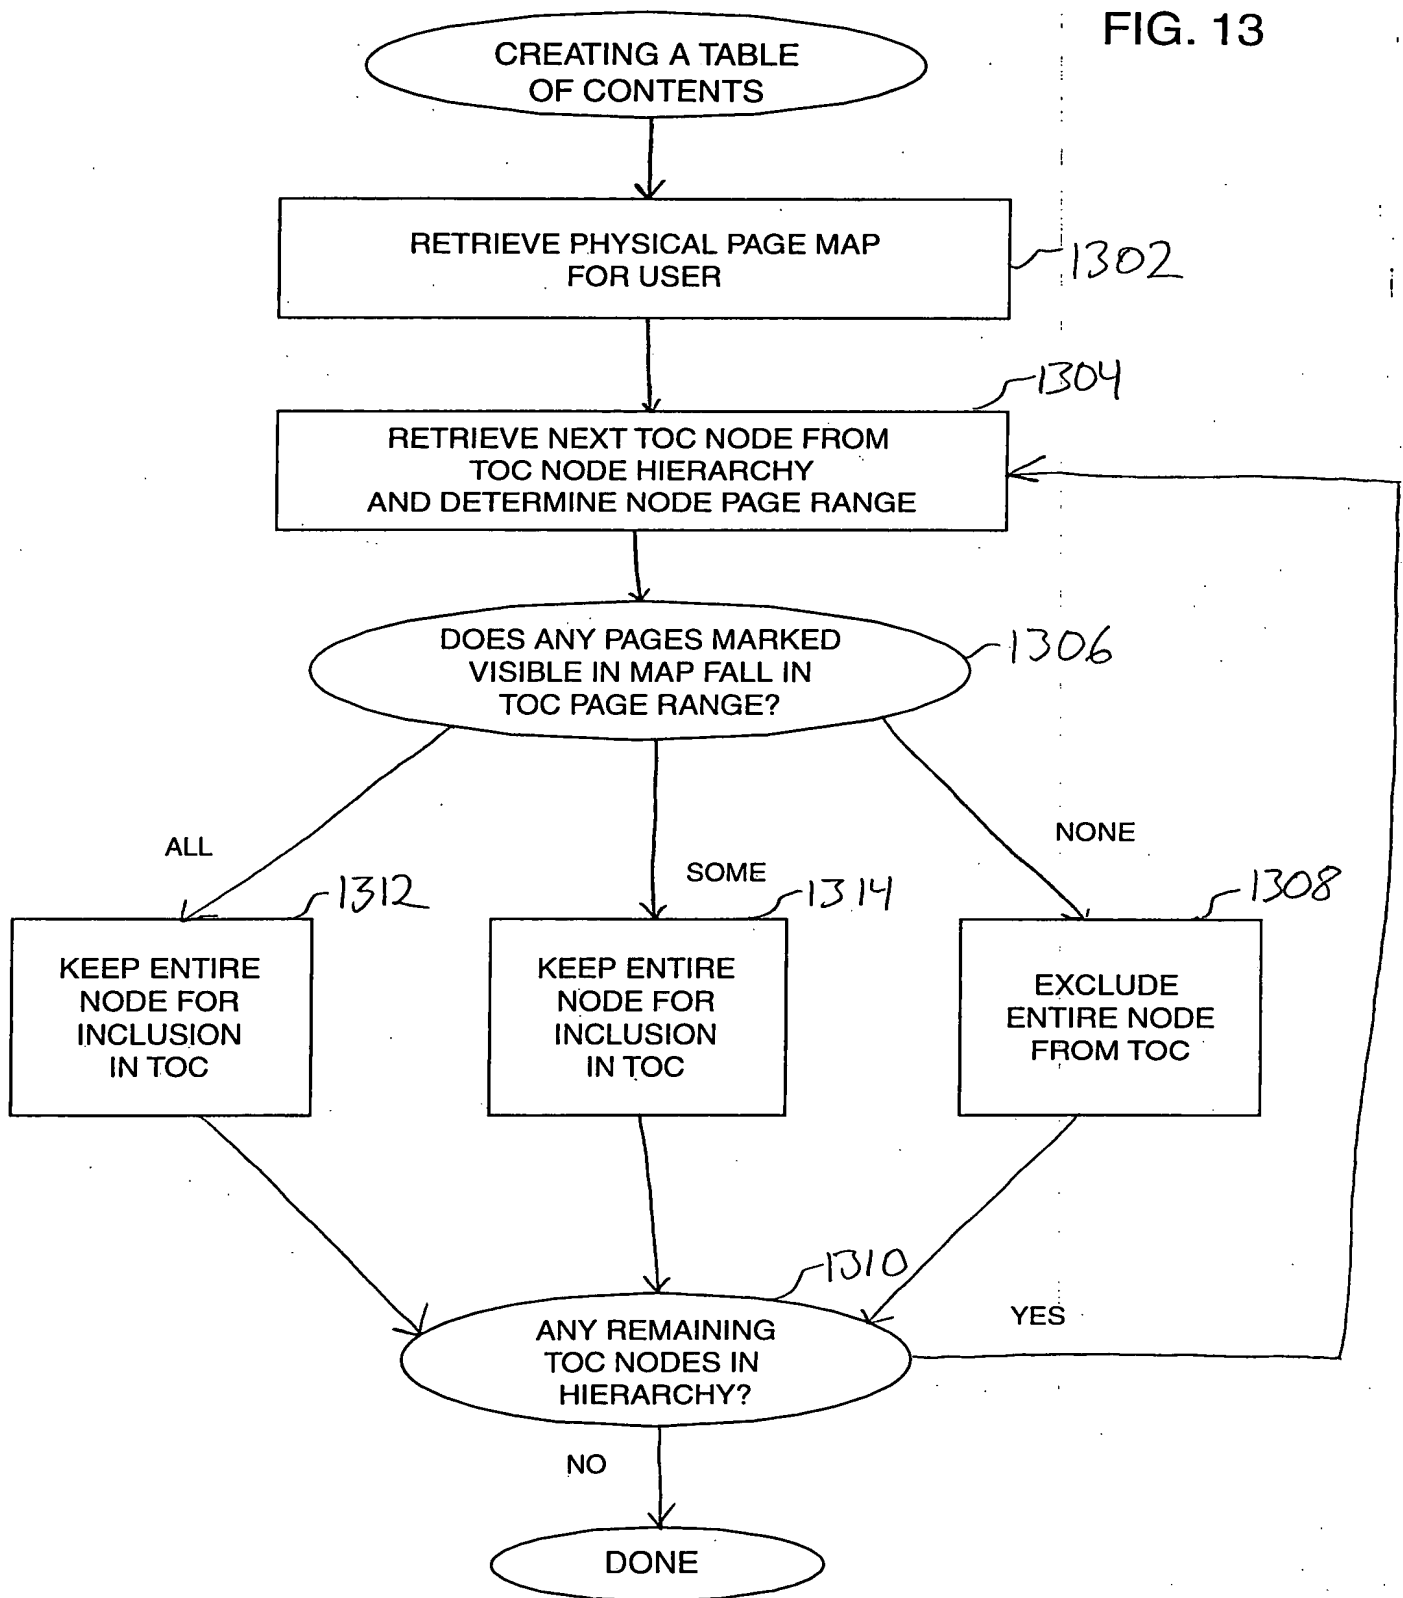 FIG. 13
CREATING A TABLE
OF CONTENTS
RETRIEVE PHYSICAL PAGE MAP
FOR USER
1302
1304
RETRIEVE NEXT TOC NODE FROM
TOC NODE HIERARCHY
AND DETERMINE NODE PAGE RANGE
DOES ANY PAGES MARKED
VISIBLE IN MAP FALL IN
TOC PAGE RANGE?
1306
ALL
SOME
NONE
1312
KEEP ENTIRE
NODE FOR
INCLUSION
IN TOC
1314
KEEP ENTIRE
NODE FOR
INCLUSION
IN TOC
1308
EXCLUDE
ENTIRE NODE
FROM TOC
1310
ANY REMAINING
TOC NODES IN
HIERARCHY?
YES
NO
DONE